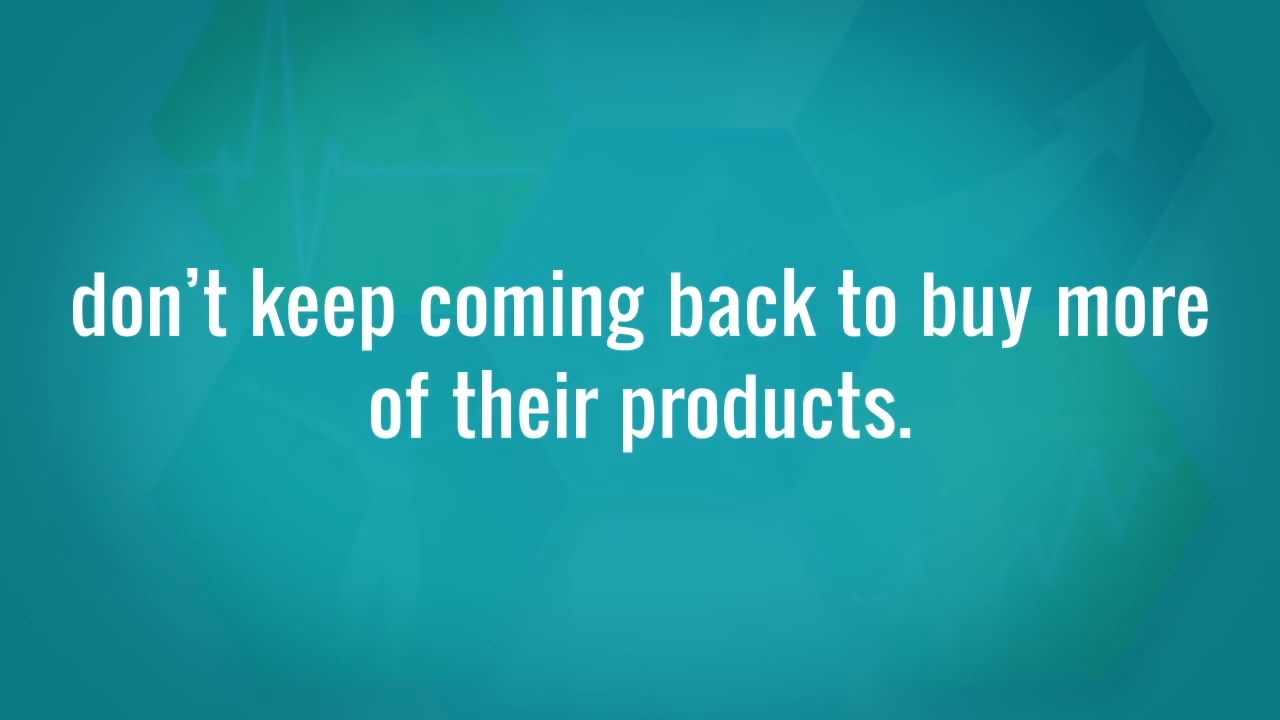 don’t keep coming back to buy more
of their products.